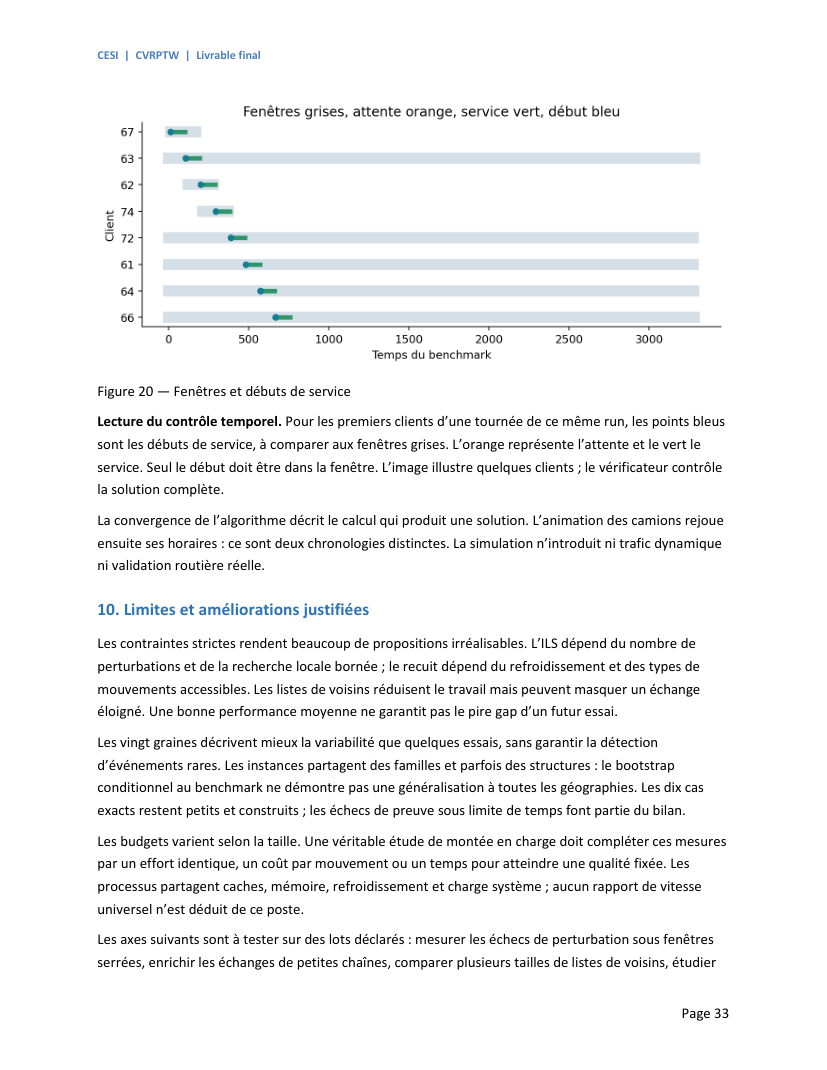 CESI | CVRPTW | Livrable final
Fenêtres grises, attente orange, service vert, début bleu
Client
67
63
62
74
72
61
64
66
0 500 1000 1500 2000 2500 3000
Temps du benchmark
Figure 20 — Fenêtres et débuts de service
Lecture du contrôle temporel. Pour les premiers clients d’une tournée de ce même run, les points bleus
sont les débuts de service, à comparer aux fenêtres grises. L’orange représente l’attente et le vert le
service. Seul le début doit être dans la fenêtre. L’image illustre quelques clients ; le vérificateur contrôle
la solution complète.
La convergence de l’algorithme décrit le calcul qui produit une solution. L’animation des camions rejoue
ensuite ses horaires : ce sont deux chronologies distinctes. La simulation n’introduit ni trafic dynamique
ni validation routière réelle.
10. Limites et améliorations justifiées
Les contraintes strictes rendent beaucoup de propositions irréalisables. L’ILS dépend du nombre de
perturbations et de la recherche locale bornée ; le recuit dépend du refroidissement et des types de
mouvements accessibles. Les listes de voisins réduisent le travail mais peuvent masquer un échange
éloigné. Une bonne performance moyenne ne garantit pas le pire gap d’un futur essai.
Les vingt graines décrivent mieux la variabilité que quelques essais, sans garantir la détection
d’événements rares. Les instances partagent des familles et parfois des structures : le bootstrap
conditionnel au benchmark ne démontre pas une généralisation à toutes les géographies. Les dix cas
exacts restent petits et construits ; les échecs de preuve sous limite de temps font partie du bilan.
Les budgets varient selon la taille. Une véritable étude de montée en charge doit compléter ces mesures
par un effort identique, un coût par mouvement ou un temps pour atteindre une qualité fixée. Les
processus partagent caches, mémoire, refroidissement et charge système ; aucun rapport de vitesse
universel n’est déduit de ce poste.
Les axes suivants sont à tester sur des lots déclarés : mesurer les échecs de perturbation sous fenêtres
serrées, enrichir les échanges de petites chaînes, comparer plusieurs tailles de listes de voisins, étudier
Page 33